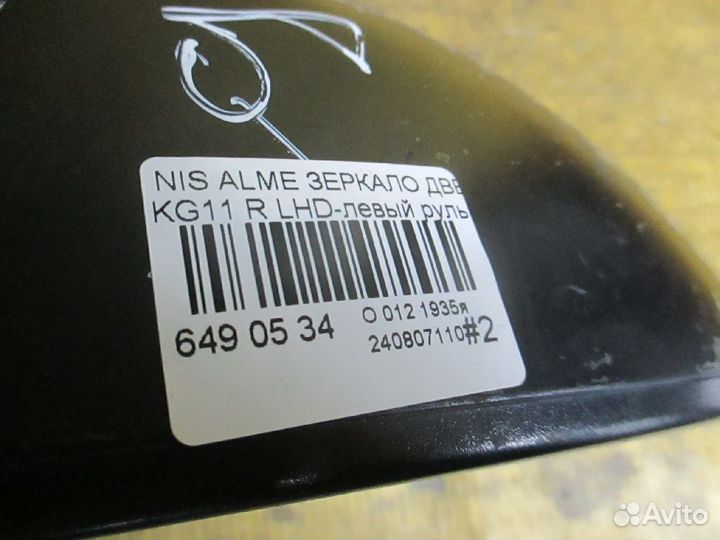 NIS ALME ЗЕРКАЛО ДВЕ
KG11 R LHD-левый руль
649 05 34
О 012 1935я
240807110#2
Avito